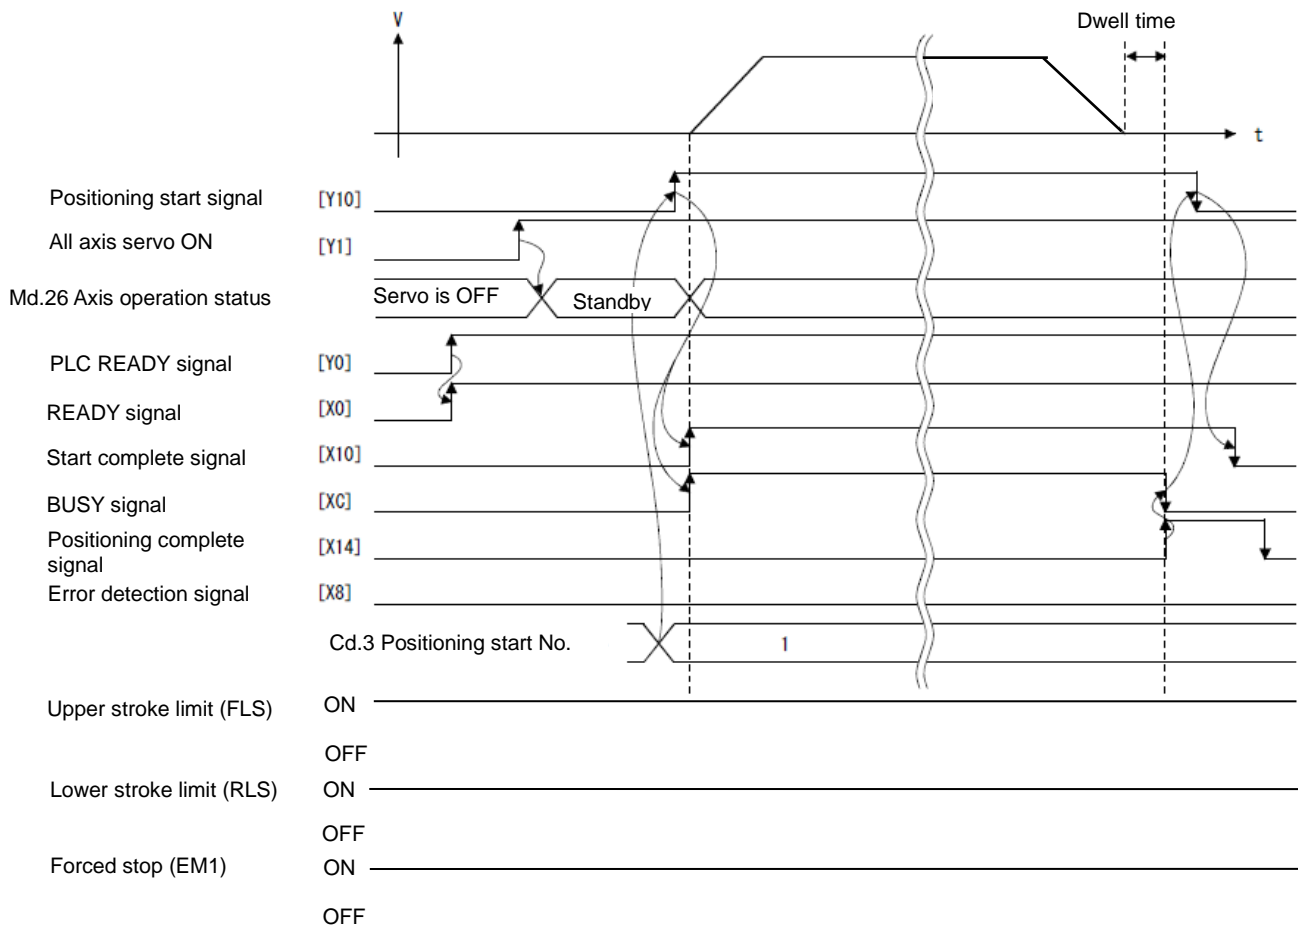 V
Dwell time
t
Positioning start signal [Y10]
All axis servo ON [Y1]
Md.26 Axis operation status Servo is OFF Standby
PLC READY signal [Y0]
READY signal [X0]
Start complete signal [X10]
BUSY signal [XC]
Positioning complete
signal [X14]
Error detection signal [X8]
Cd.3 Positioning start No. 1
Upper stroke limit (FLS) ON
OFF
Lower stroke limit (RLS) ON
OFF
Forced stop (EM1) ON
OFF